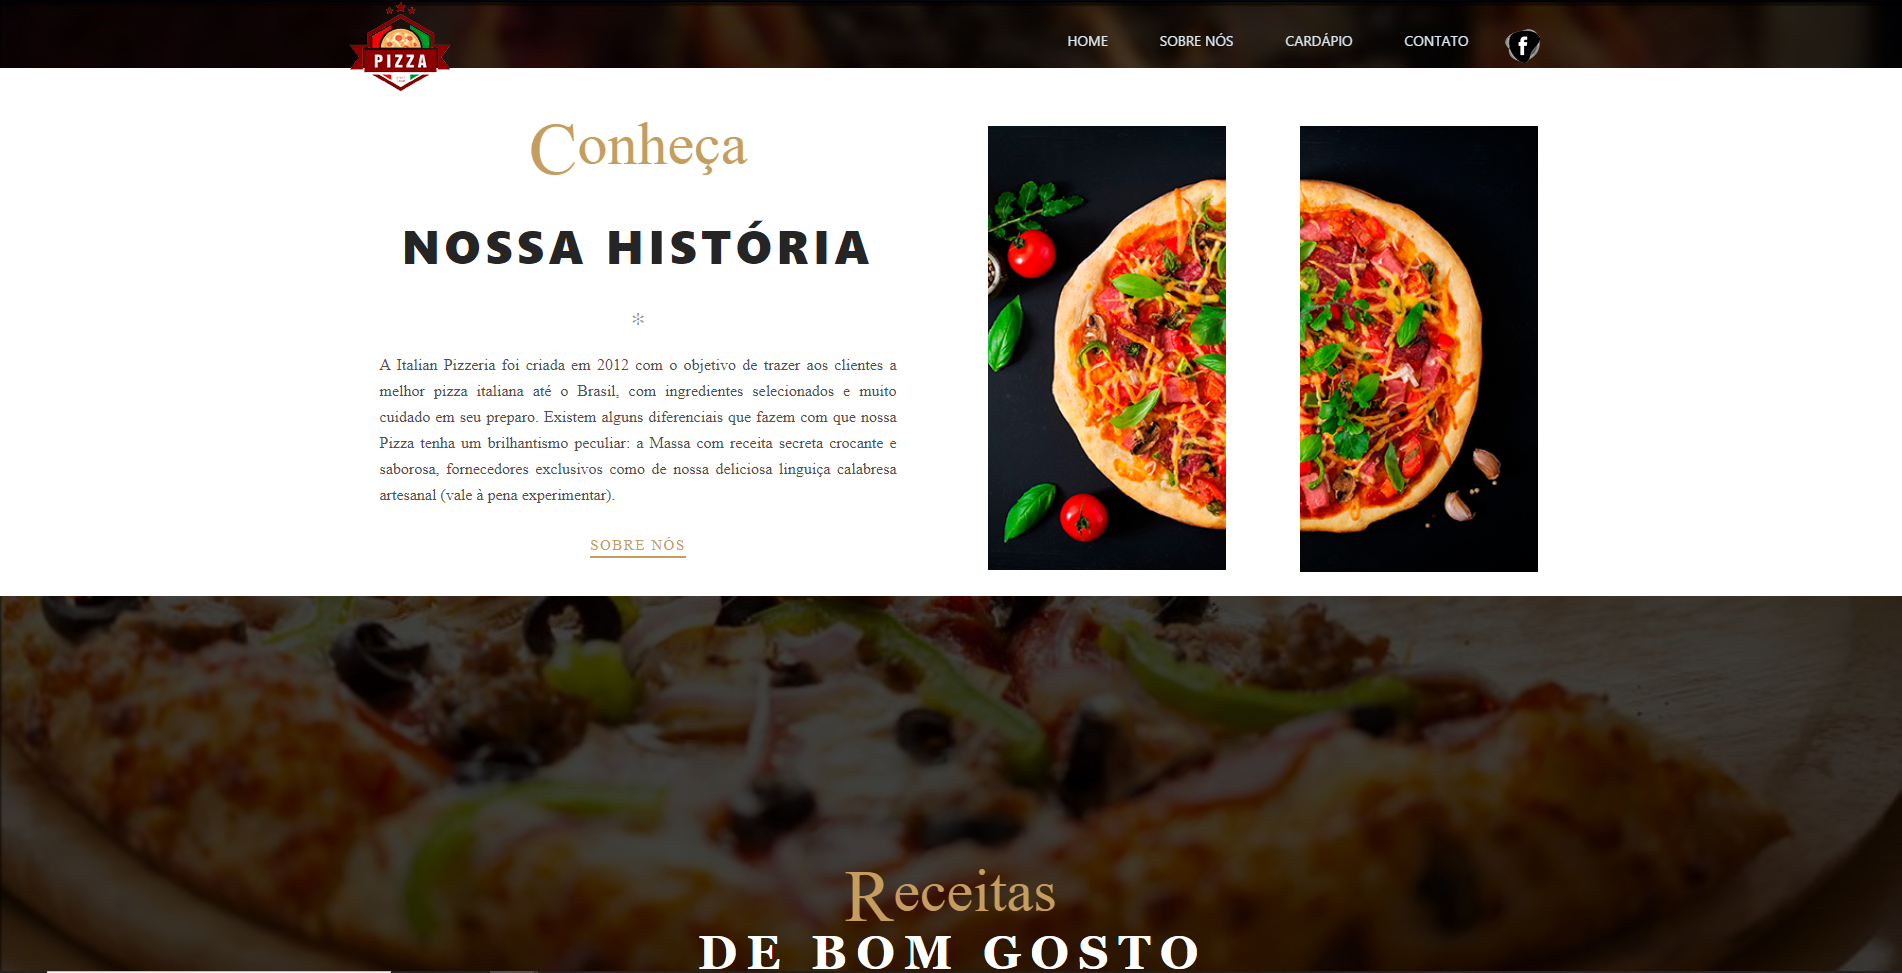 PIZZA
HOME
SOBRE NÓS
CARDÁPIO
CONTATO
f
Conheça
NOSSA HISTÓRIA
*
A Italian Pizzeria foi criada em 2012 com o objetivo de trazer aos clientes a
melhor pizza italiana até o Brasil, com ingredientes selecionados e muito
cuidado em seu preparo. Existem alguns diferenciais que fazem com que nossa
Pizza tenha um brilhantismo peculiar: a Massa com receita secreta crocante e
saborosa, fornecedores exclusivos como de nossa deliciosa linguiça calabresa
artesanal (vale à pena experimentar).
SOBRE NÓS
Receitas
DE BOM GOSTO